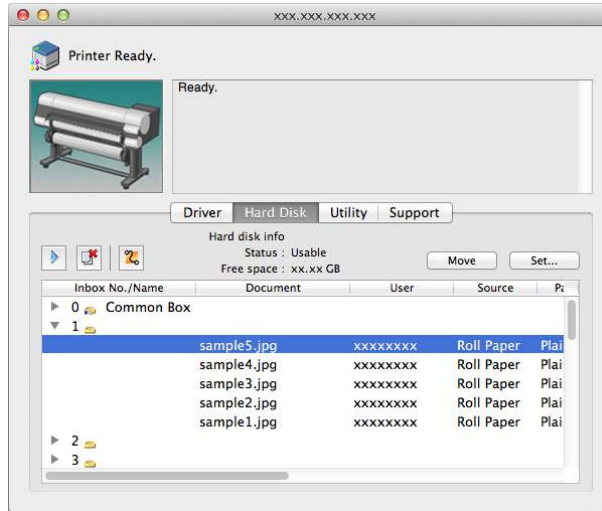 xxx.xxx.xxx.xxx
Printer Ready.
Ready.
Driver Hard Disk Utility Support
Hard disk info
Status : Usable
Free space : xx.xx GB
Move Set...
Inbox No./Name Document User Source Pa
0 Common Box
1
sample5.jpg xxxxxxxx Roll Paper Plai
sample4.jpg xxxxxxxx Roll Paper Plai
sample3.jpg xxxxxxxx Roll Paper Plai
sample2.jpg xxxxxxxx Roll Paper Plai
sample1.jpg xxxxxxxx Roll Paper Plai
2
3